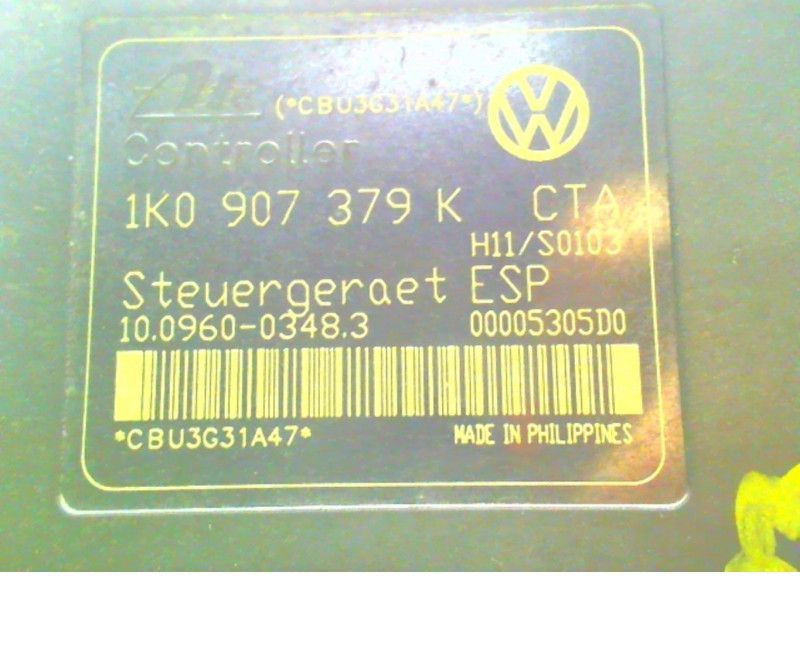 Ate (*CBU3G31A47*)
Controller
1K0 907 379 K CTA
H11/S0103
Steuergeraet ESP
10.0960-0348.3 00005305D0
*CBU3G31A47* MADE IN PHILIPPINES